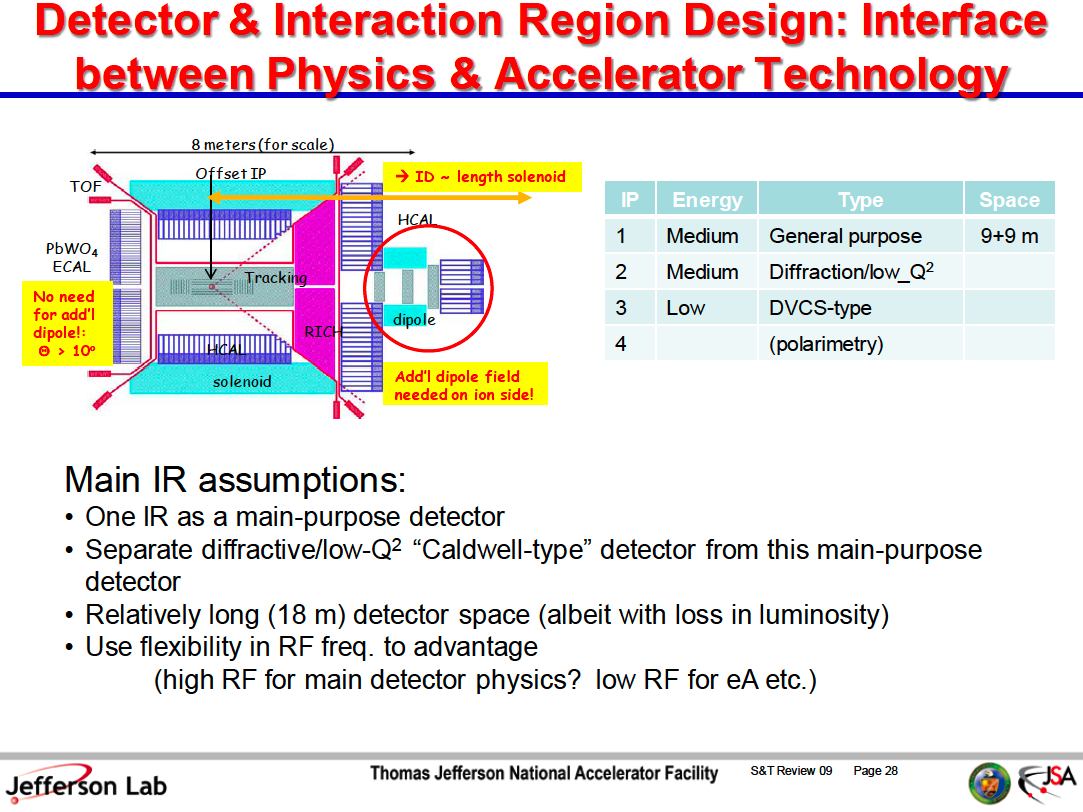 Detector & Interaction Region Design: Interface
between Physics & Accelerator Technology
8 meters (for scale)
Offset IP
→ ID ~ length solenoid
TOF
HCAL
PbWO4
ECAL
Tracking
No need
for add'l
dipole!:
Θ > 10º
dipole
RICH
HCAL
solenoid
Add'l dipole field
needed on ion side!
IP Energy Type Space
1 Medium General purpose 9+9 m
2 Medium Diffraction/low_Q²
3 Low DVCS-type
4 (polarimetry)
Main IR assumptions:
• One IR as a main-purpose detector
• Separate diffractive/low-Q² “Caldwell-type” detector from this main-purpose
detector
• Relatively long (18 m) detector space (albeit with loss in luminosity)
• Use flexibility in RF freq. to advantage
(high RF for main detector physics? low RF for eA etc.)
Jefferson Lab
Thomas Jefferson National Accelerator Facility
S&T Review 09 Page 28
JSA